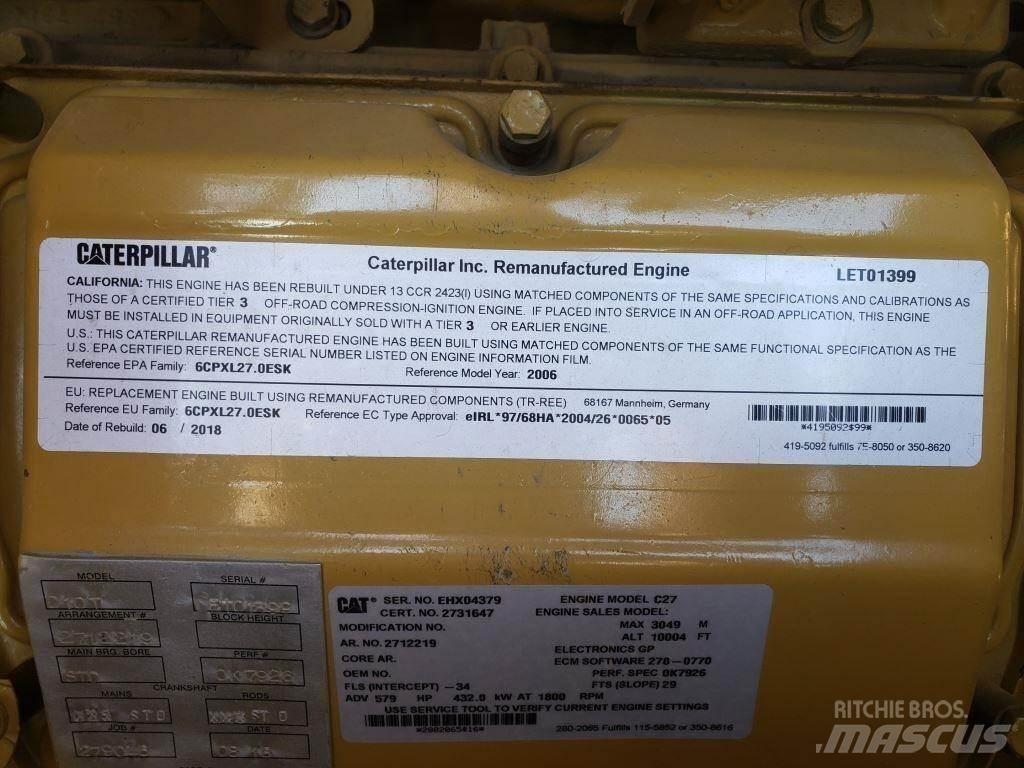 CATERPILLAR®
Caterpillar Inc. Remanufactured Engine
LET01399
CALIFORNIA: THIS ENGINE HAS BEEN REBUILT UNDER 13 CCR 2423(l) USING MATCHED COMPONENTS OF THE SAME SPECIFICATIONS AND CALIBRATIONS AS
THOSE OF A CERTIFIED TIER 3 OFF-ROAD COMPRESSION-IGNITION ENGINE. IF PLACED INTO SERVICE IN AN OFF-ROAD APPLICATION, THIS ENGINE
MUST BE INSTALLED IN EQUIPMENT ORIGINALLY SOLD WITH A TIER 3 OR EARLIER ENGINE.
U.S.: THIS CATERPILLAR REMANUFACTURED ENGINE HAS BEEN BUILT USING MATCHED COMPONENTS OF THE SAME FUNCTIONAL SPECIFICATION AS THE
U.S. EPA CERTIFIED REFERENCE SERIAL NUMBER LISTED ON ENGINE INFORMATION FILM.
Reference EPA Family: 6CPXL27.0ESK Reference Model Year: 2006
EU: REPLACEMENT ENGINE BUILT USING REMANUFACTURED COMPONENTS (TR-REE) 68167 Mannheim, Germany
Reference EU Family: 6CPXL27.0ESK Reference EC Type Approval: eIRL*97/68HA*2004/26*0065*05
Date of Rebuild: 06 / 2018
*4195092$99*
419-5092 fulfills 7E-8050 or 350-8620
MODEL
SERIAL #
ARRANGEMENT #
BLOCK HEIGHT
2712219
MAIN BRG. BORE
PERF #
STD
0K7926
CRANKSHAFT
MAINS
RODS
STD
STD
JOB #
DATE
CAT® SER. NO. EHX04379 ENGINE MODEL C27
CERT. NO. 2731647 ENGINE SALES MODEL:
MODIFICATION NO. MAX 3049 M
ALT 10004 FT
AR. NO. 2712219 ELECTRONICS GP
CORE AR. ECM SOFTWARE 278-0770
OEM NO. PERF. SPEC 0K7926
FLS (INTERCEPT) -34 FTS (SLOPE) 29
ADV 579 HP 432.0 kW AT 1800 RPM
USE SERVICE TOOL TO VERIFY CURRENT ENGINE SETTINGS
*2802065$16*
280-2065 Fulfills 115-5852 or 350-8616
RITCHIE BROS.
MASCUS